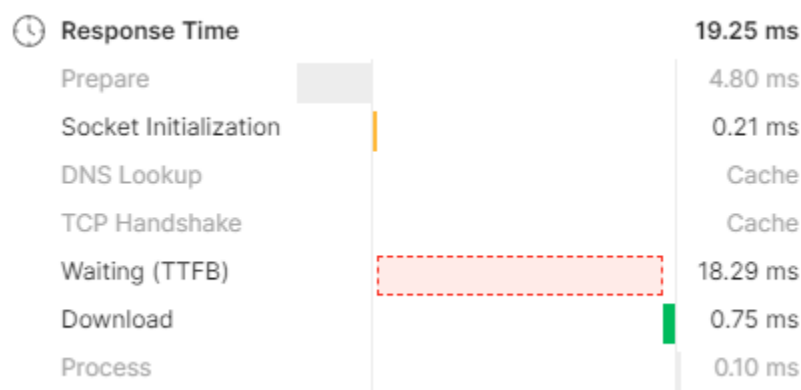 Response Time 19.25 ms
Prepare 4.80 ms
Socket Initialization 0.21 ms
DNS Lookup Cache
TCP Handshake Cache
Waiting (TTFB) 18.29 ms
Download 0.75 ms
Process 0.10 ms